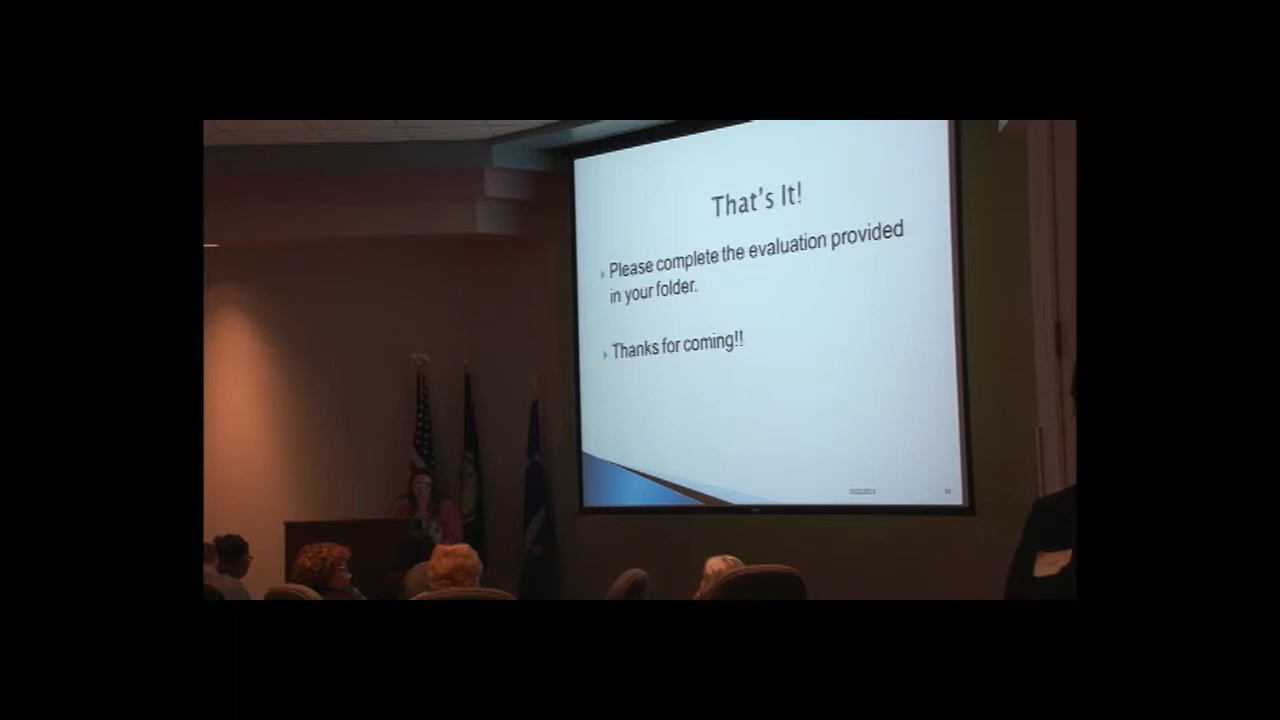 That's It!
Please complete the evaluation provided
in your folder.
Thanks for coming!!